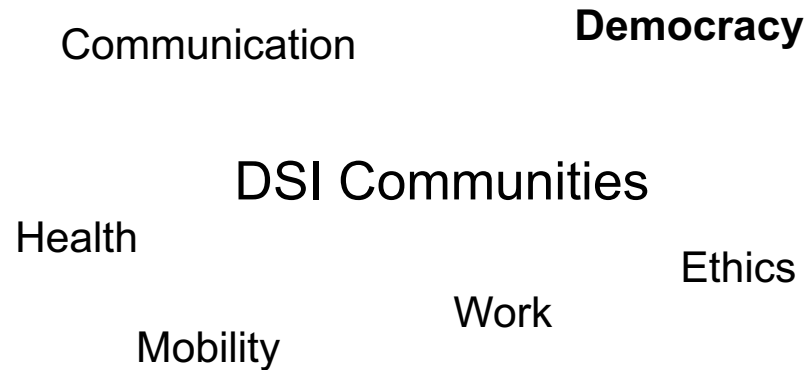 Democracy
Communication
DSI Communities
Health
Ethics
Work
Mobility